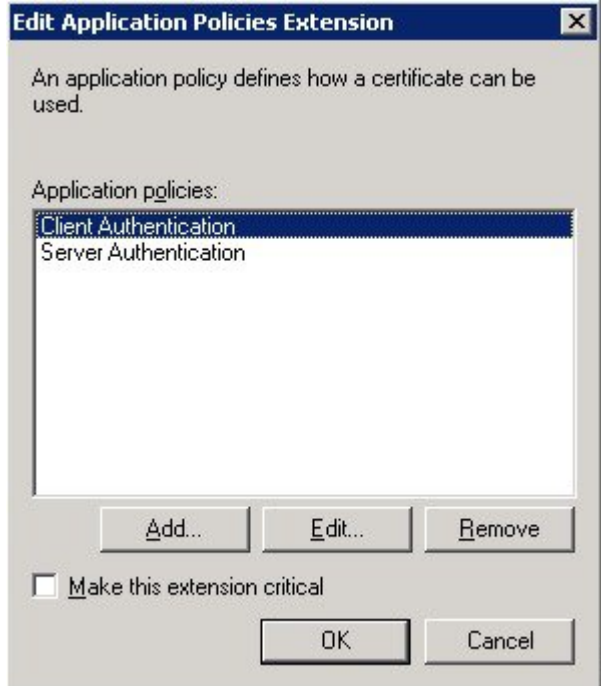 Edit Application Policies Extension
An application policy defines how a certificate can be
used.
Application policies:
Client Authentication
Server Authentication
Add... Edit... Remove
Make this extension critical
OK Cancel